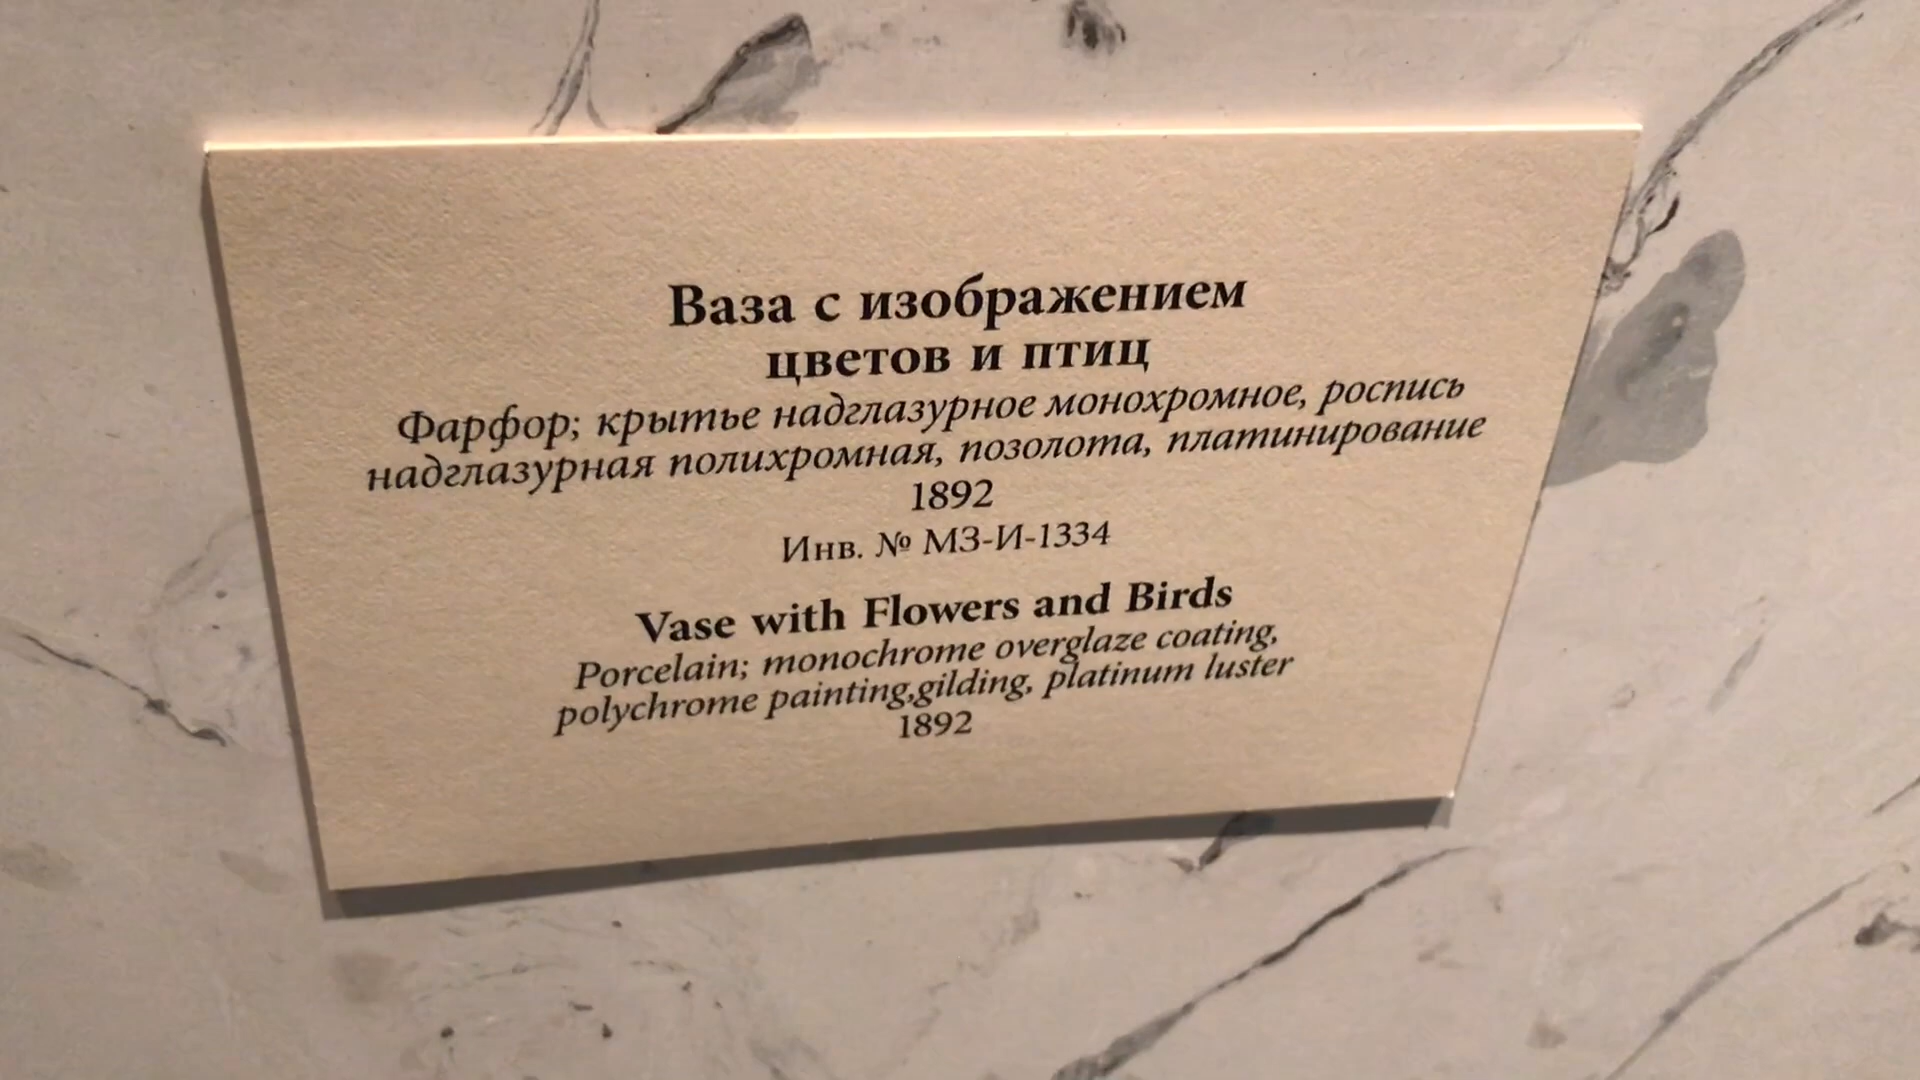 Ваза с изображением
цветов и птиц
Фарфор; крытье надглазурное монохромное, роспись
надглазурная полихромная, позолота, платинирование
1892
Инв. № МЗ-И-1334
Vase with Flowers and Birds
Porcelain; monochrome overglaze coating,
polychrome painting,gilding, platinum luster
1892